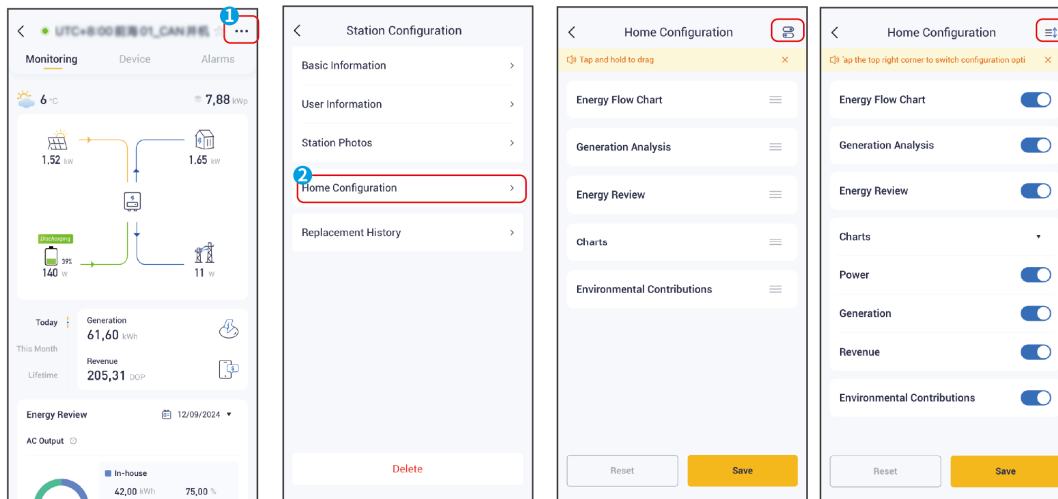 1
UTC+8:00前海01_CAN并机
Monitoring Device Alarms
6 °C
7,88 kWp
1.52 kW
1.65 kW
Discharging
39%
140 W
11 W
Today
This Month
Lifetime
Generation
61,60 kWh
Revenue
205,31 DOP
Energy Review
12/09/2024
AC Output
In-house
42,00 kWh 75,00 %
Station Configuration
Basic Information
User Information
Station Photos
2
Home Configuration
Replacement History
Delete
Home Configuration
Tap and hold to drag
Energy Flow Chart
Generation Analysis
Energy Review
Charts
Environmental Contributions
Reset Save
Home Configuration
ap the top right corner to switch configuration opti
Energy Flow Chart
Generation Analysis
Energy Review
Charts
Power
Generation
Revenue
Environmental Contributions
Reset Save